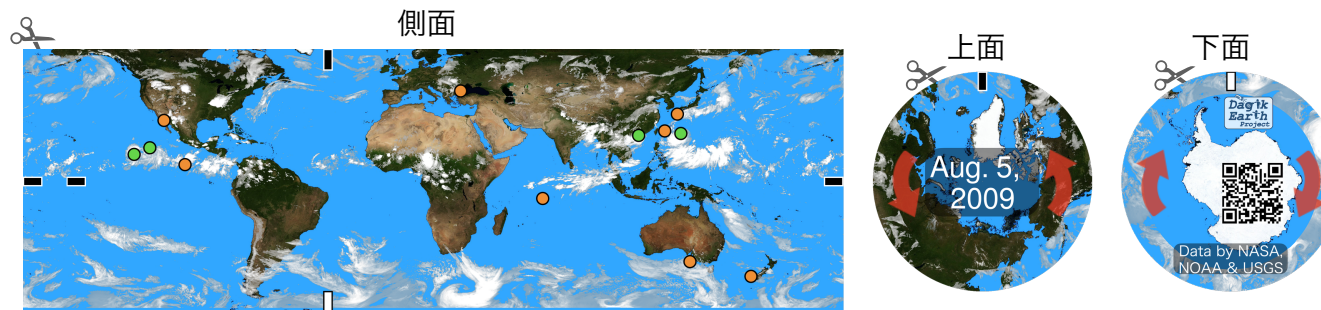 側面
上面
下面
Aug. 5,
2009
Dagik
Earth
Project
Data by NASA,
NOAA & USGS